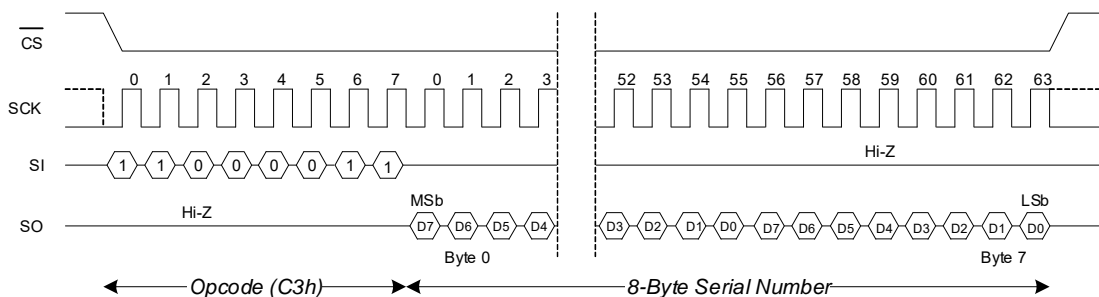 CS
0 1 2 3 4 5 6 7 0 1 2 3 52 53 54 55 56 57 58 59 60 61 62 63
SCK
Hi-Z
SI 1 1 0 0 0 0 1 1
MSb LSb
Hi-Z
SO D7 D6 D5 D4 D3 D2 D1 D0 D7 D6 D5 D4 D3 D2 D1 D0
Byte 0 Byte 7
Opcode (C3h) 8-Byte Serial Number